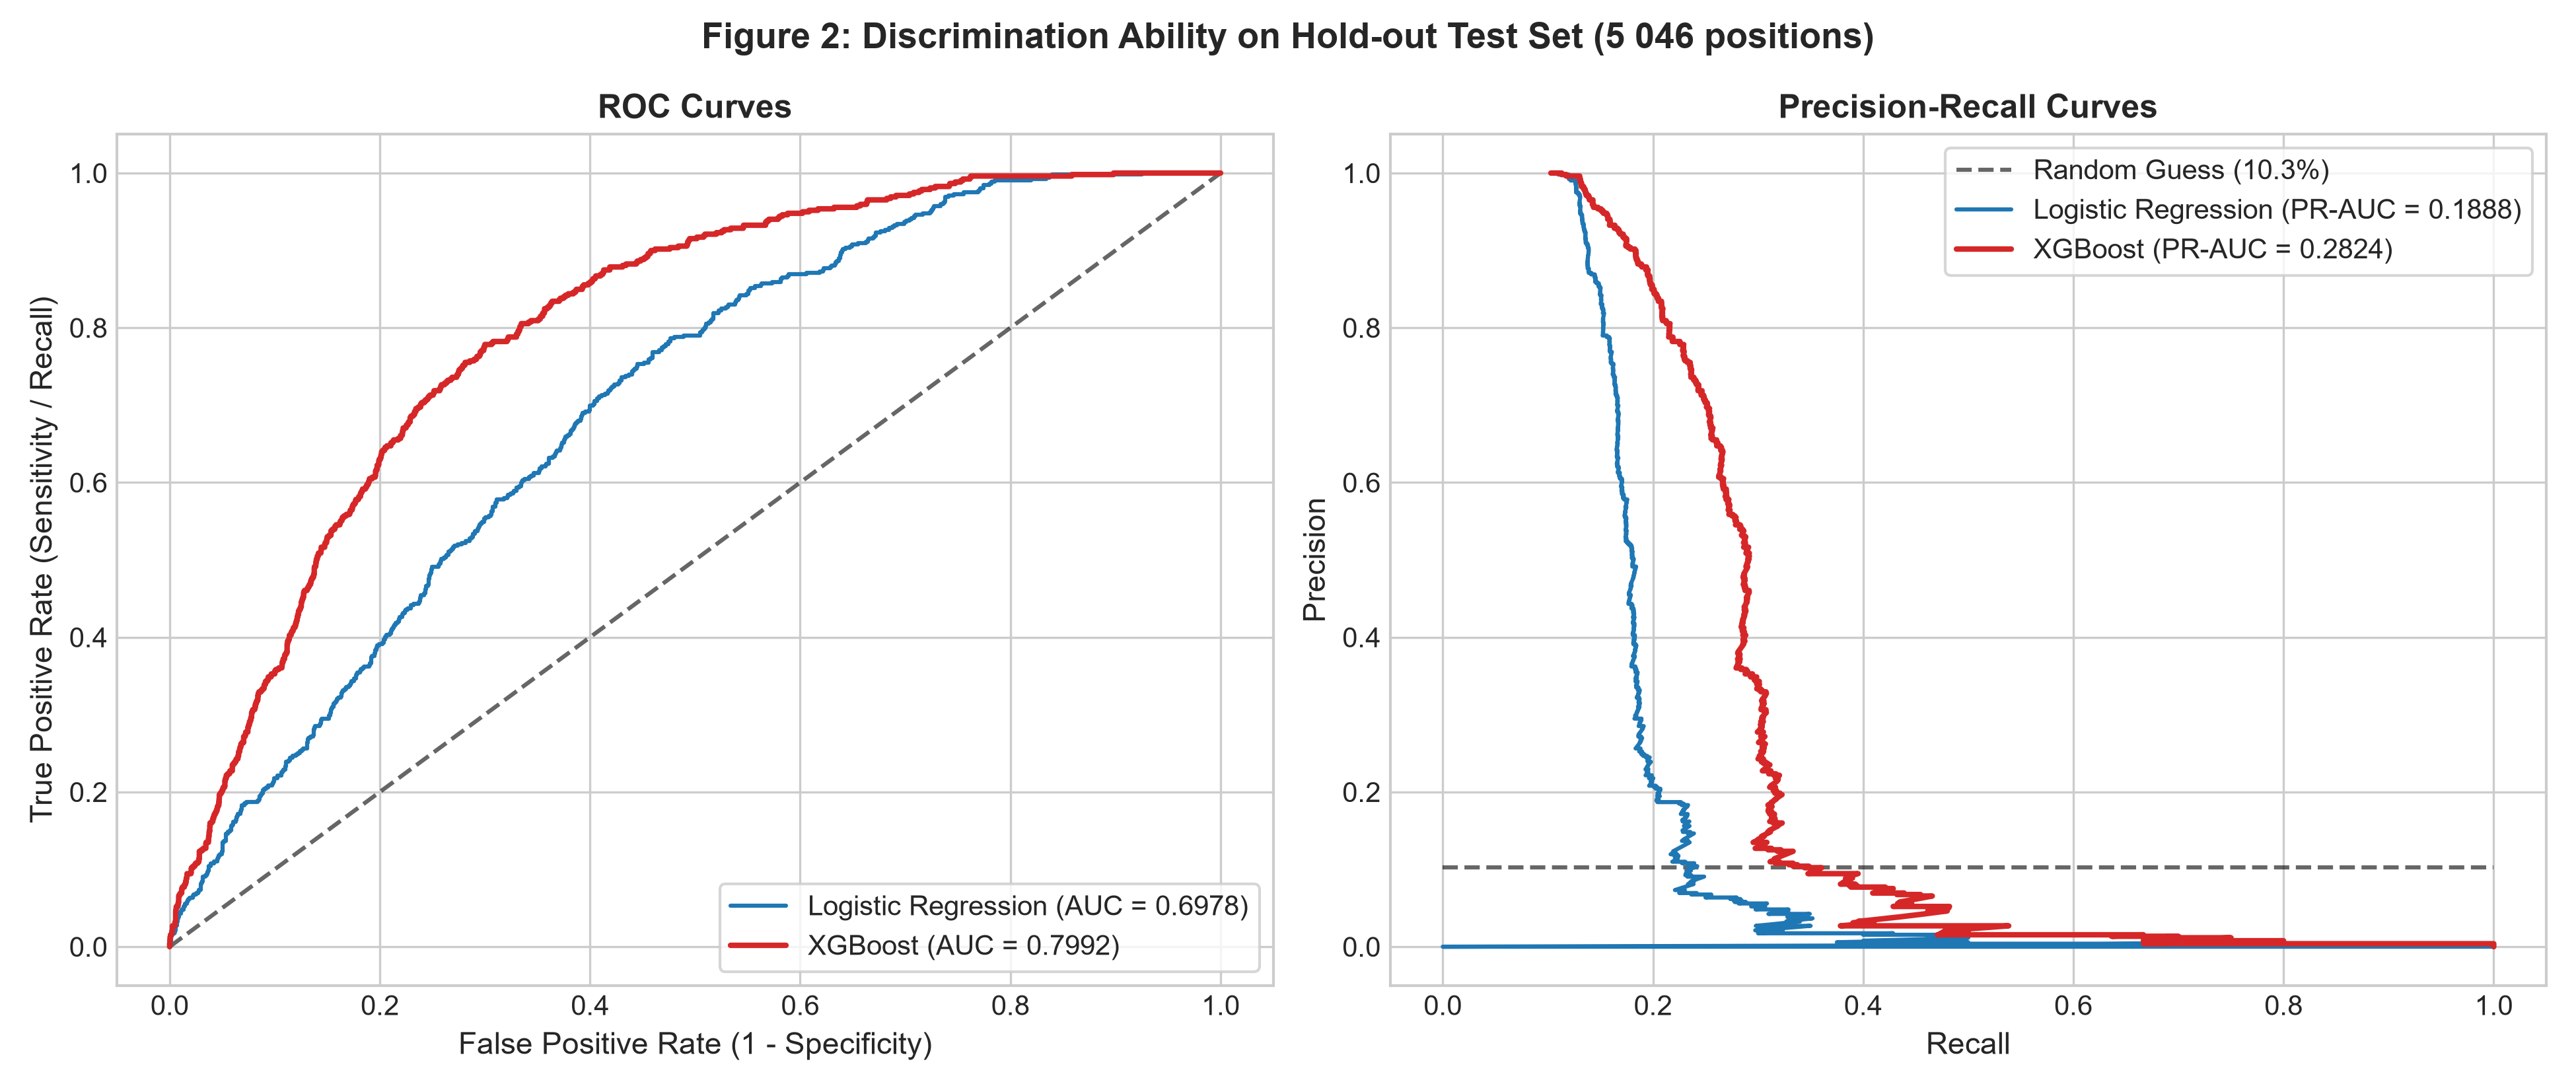 Figure 2: Discrimination Ability on Hold-out Test Set (5 046 positions)
ROC Curves
True Positive Rate (Sensitivity / Recall)
1.0
0.8
0.6
0.4
0.2
0.0
Logistic Regression (AUC = 0.6978)
XGBoost (AUC = 0.7992)
0.0 0.2 0.4 0.6 0.8 1.0
False Positive Rate (1 - Specificity)
Precision-Recall Curves
Precision
1.0
0.8
0.6
0.4
0.2
0.0
Random Guess (10.3%)
Logistic Regression (PR-AUC = 0.1888)
XGBoost (PR-AUC = 0.2824)
0.0 0.2 0.4 0.6 0.8 1.0
Recall